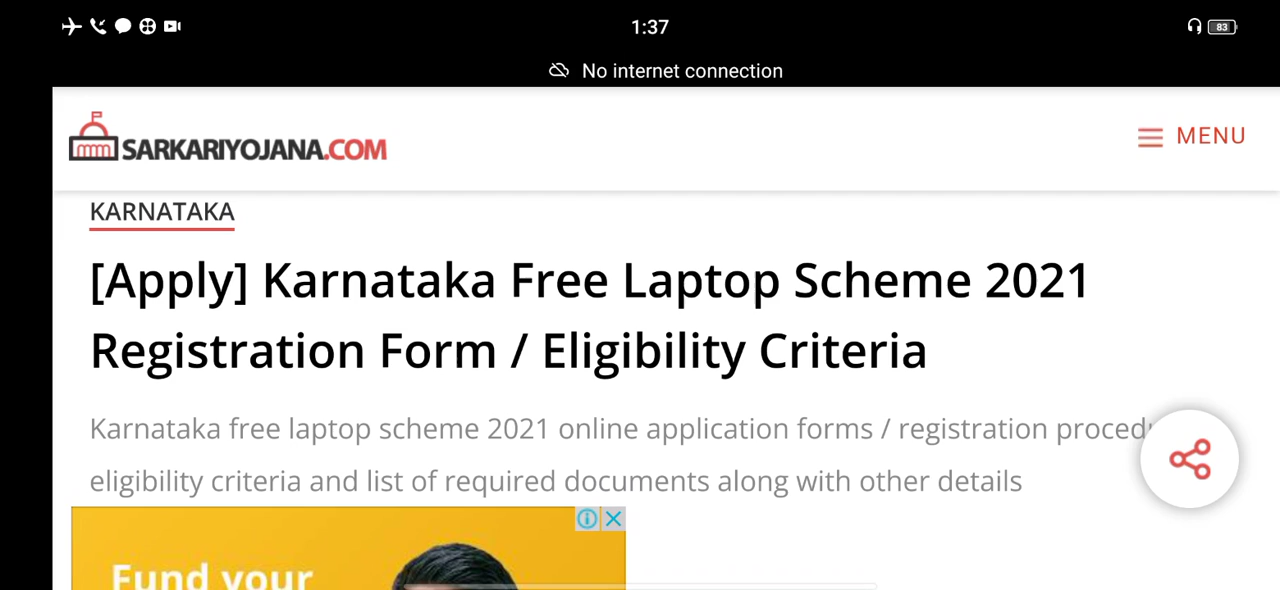 1:37
83
No internet connection
SARKARIYOJANA.COM
MENU
KARNATAKA
[Apply] Karnataka Free Laptop Scheme 2021
Registration Form / Eligibility Criteria
Karnataka free laptop scheme 2021 online application forms / registration
eligibility criteria and list of required documents along with other details
Fund your